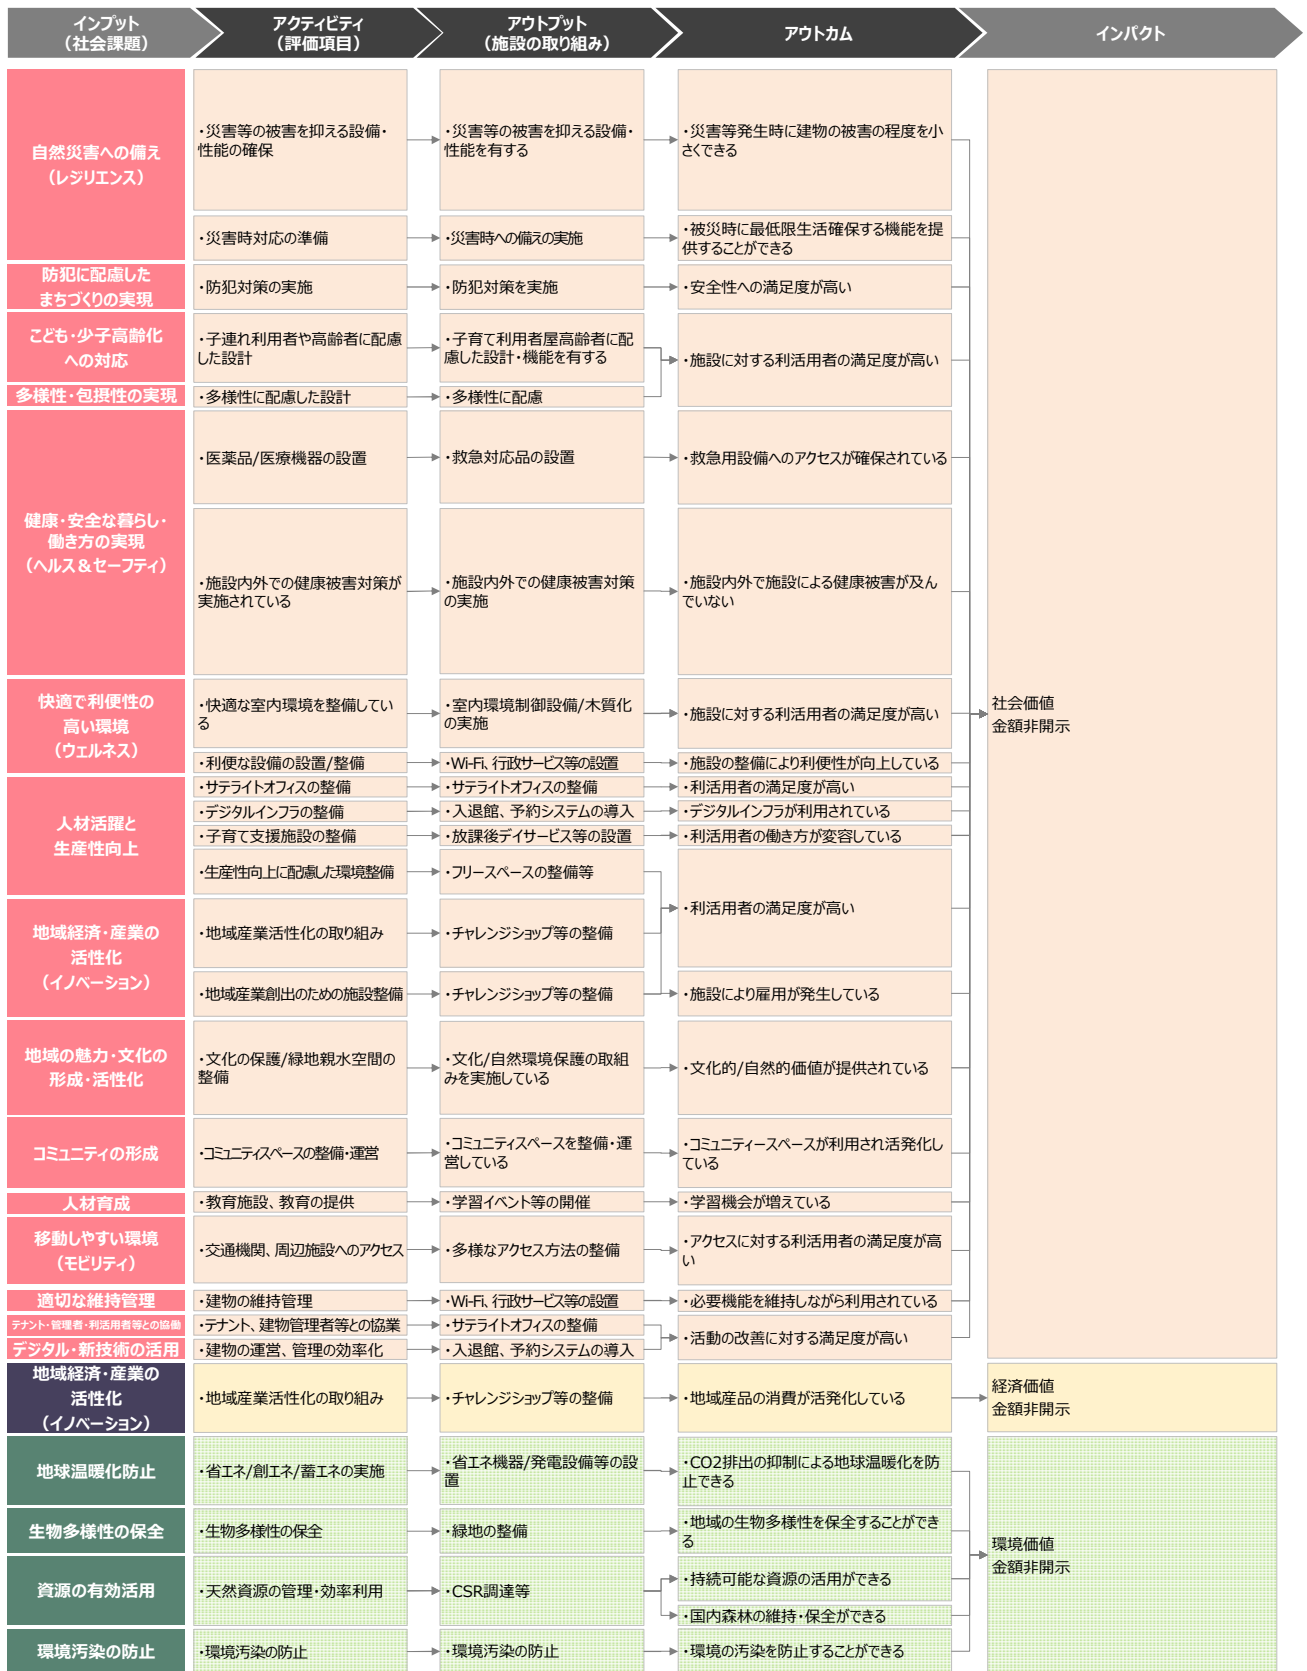 インプット
（社会課題）
アクティビティ
（評価項目）
アウトプット
（施設の取り組み）
アウトカム
インパクト
自然災害への備え
（レジリエンス）
・災害等の被害を抑える設備・
性能の確保
・災害等の被害を抑える設備・
性能を有する
・災害等発生時に建物の被害の程度を小
さくできる
・災害時対応の準備
・災害時への備えの実施
・被災時に最低限生活確保する機能を提
供することができる
防犯に配慮した
まちづくりの実現
・防犯対策の実施
・防犯対策を実施
・安全性への満足度が高い
こども・少子高齢化
への対応
・子連れ利用者や高齢者に配慮
した設計
・子育て利用者屋高齢者に配
慮した設計・機能を有する
・施設に対する利活用者の満足度が高い
多様性・包摂性の実現
・多様性に配慮した設計
・多様性に配慮
健康・安全な暮らし・
働き方の実現
（ヘルス＆セーフティ）
・医薬品/医療機器の設置
・救急対応品の設置
・救急用設備へのアクセスが確保されている
・施設内外での健康被害対策が
実施されている
・施設内外での健康被害対策
の実施
・施設内外で施設による健康被害が及ん
でいない
快適で利便性の
高い環境
（ウェルネス）
・快適な室内環境を整備してい
る
・室内環境制御設備/木質化
の実施
・施設に対する利活用者の満足度が高い
・利便な設備の設置/整備
・Wi-Fi、行政サービス等の設置
・施設の整備により利便性が向上している
人材活躍と
生産性向上
・サテライトオフィスの整備
・サテライトオフィスの整備
・利活用者の満足度が高い
・デジタルインフラの整備
・入退館、予約システムの導入
・デジタルインフラが利用されている
・子育て支援施設の整備
・放課後デイサービス等の設置
・利活用者の働き方が変容している
・生産性向上に配慮した環境整備
・フリースペースの整備等
・利活用者の満足度が高い
地域経済・産業の
活性化
（イノベーション）
・地域産業活性化の取り組み
・チャレンジショップ等の整備
・地域産業創出のための施設整備
・チャレンジショップ等の整備
・施設により雇用が発生している
地域の魅力・文化の
形成・活性化
・文化の保護/緑地親水空間の
整備
・文化/自然環境保護の取組
みを実施している
・文化的/自然的価値が提供されている
コミュニティの形成
・コミュニティスペースの整備・運営
・コミュニティスペースを整備・運
営している
・コミュニティースペースが利用され活発化し
ている
人材育成
・教育施設、教育の提供
・学習イベント等の開催
・学習機会が増えている
移動しやすい環境
（モビリティ）
・交通機関、周辺施設へのアクセス
・多様なアクセス方法の整備
・アクセスに対する利活用者の満足度が高
い
適切な維持管理
・建物の維持管理
・Wi-Fi、行政サービス等の設置
・必要機能を維持しながら利用されている
テナント・管理者・利活用者等との協働
・テナント、建物管理者等との協業
・サテライトオフィスの整備
・活動の改善に対する満足度が高い
デジタル・新技術の活用
・建物の運営、管理の効率化
・入退館、予約システムの導入
社会価値
金額非開示
地域経済・産業の
活性化
（イノベーション）
・地域産業活性化の取り組み
・チャレンジショップ等の整備
・地域産品の消費が活発化している
経済価値
金額非開示
地球温暖化防止
・省エネ/創エネ/蓄エネの実施
・省エネ機器/発電設備等の設
置
・CO2排出の抑制による地球温暖化を防
止できる
生物多様性の保全
・生物多様性の保全
・緑地の整備
・地域の生物多様性を保全することができ
る
環境価値
金額非開示
資源の有効活用
・天然資源の管理・効率利用
・CSR調達等
・持続可能な資源の活用ができる
・国内森林の維持・保全ができる
環境汚染の防止
・環境汚染の防止
・環境汚染の防止
・環境の汚染を防止することができる